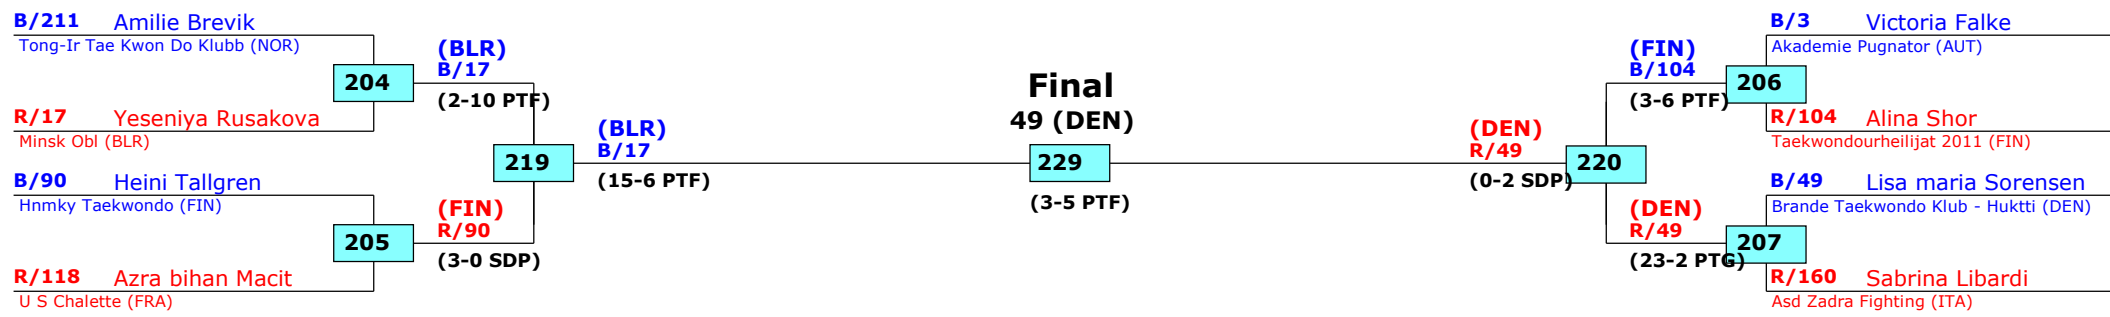 B/211 Amilie Brevik
Tong-Ir Tae Kwon Do Klubb (NOR)
204
R/17 Yeseniya Rusakova
Minsk Obl (BLR)
(BLR)
B/17
(2-10 PTF)
B/90 Heini Tallgren
Hnmky Taekwondo (FIN)
205
R/118 Azra bihan Macit
U S Chalette (FRA)
(FIN)
R/90
(3-0 SDP)
219
(BLR)
B/17
(15-6 PTF)
Final
49 (DEN)
229
(3-5 PTF)
(DEN)
R/49
(0-2 SDP)
220
(FIN)
B/104
(3-6 PTF)
206
B/3 Victoria Falke
Akademie Pugnator (AUT)
R/104 Alina Shor
Taekwondourheilijat 2011 (FIN)
(DEN)
R/49
(23-2 PTG)
207
B/49 Lisa maria Sorensen
Brande Taekwondo Klub - Huktti (DEN)
R/160 Sabrina Libardi
Asd Zadra Fighting (ITA)